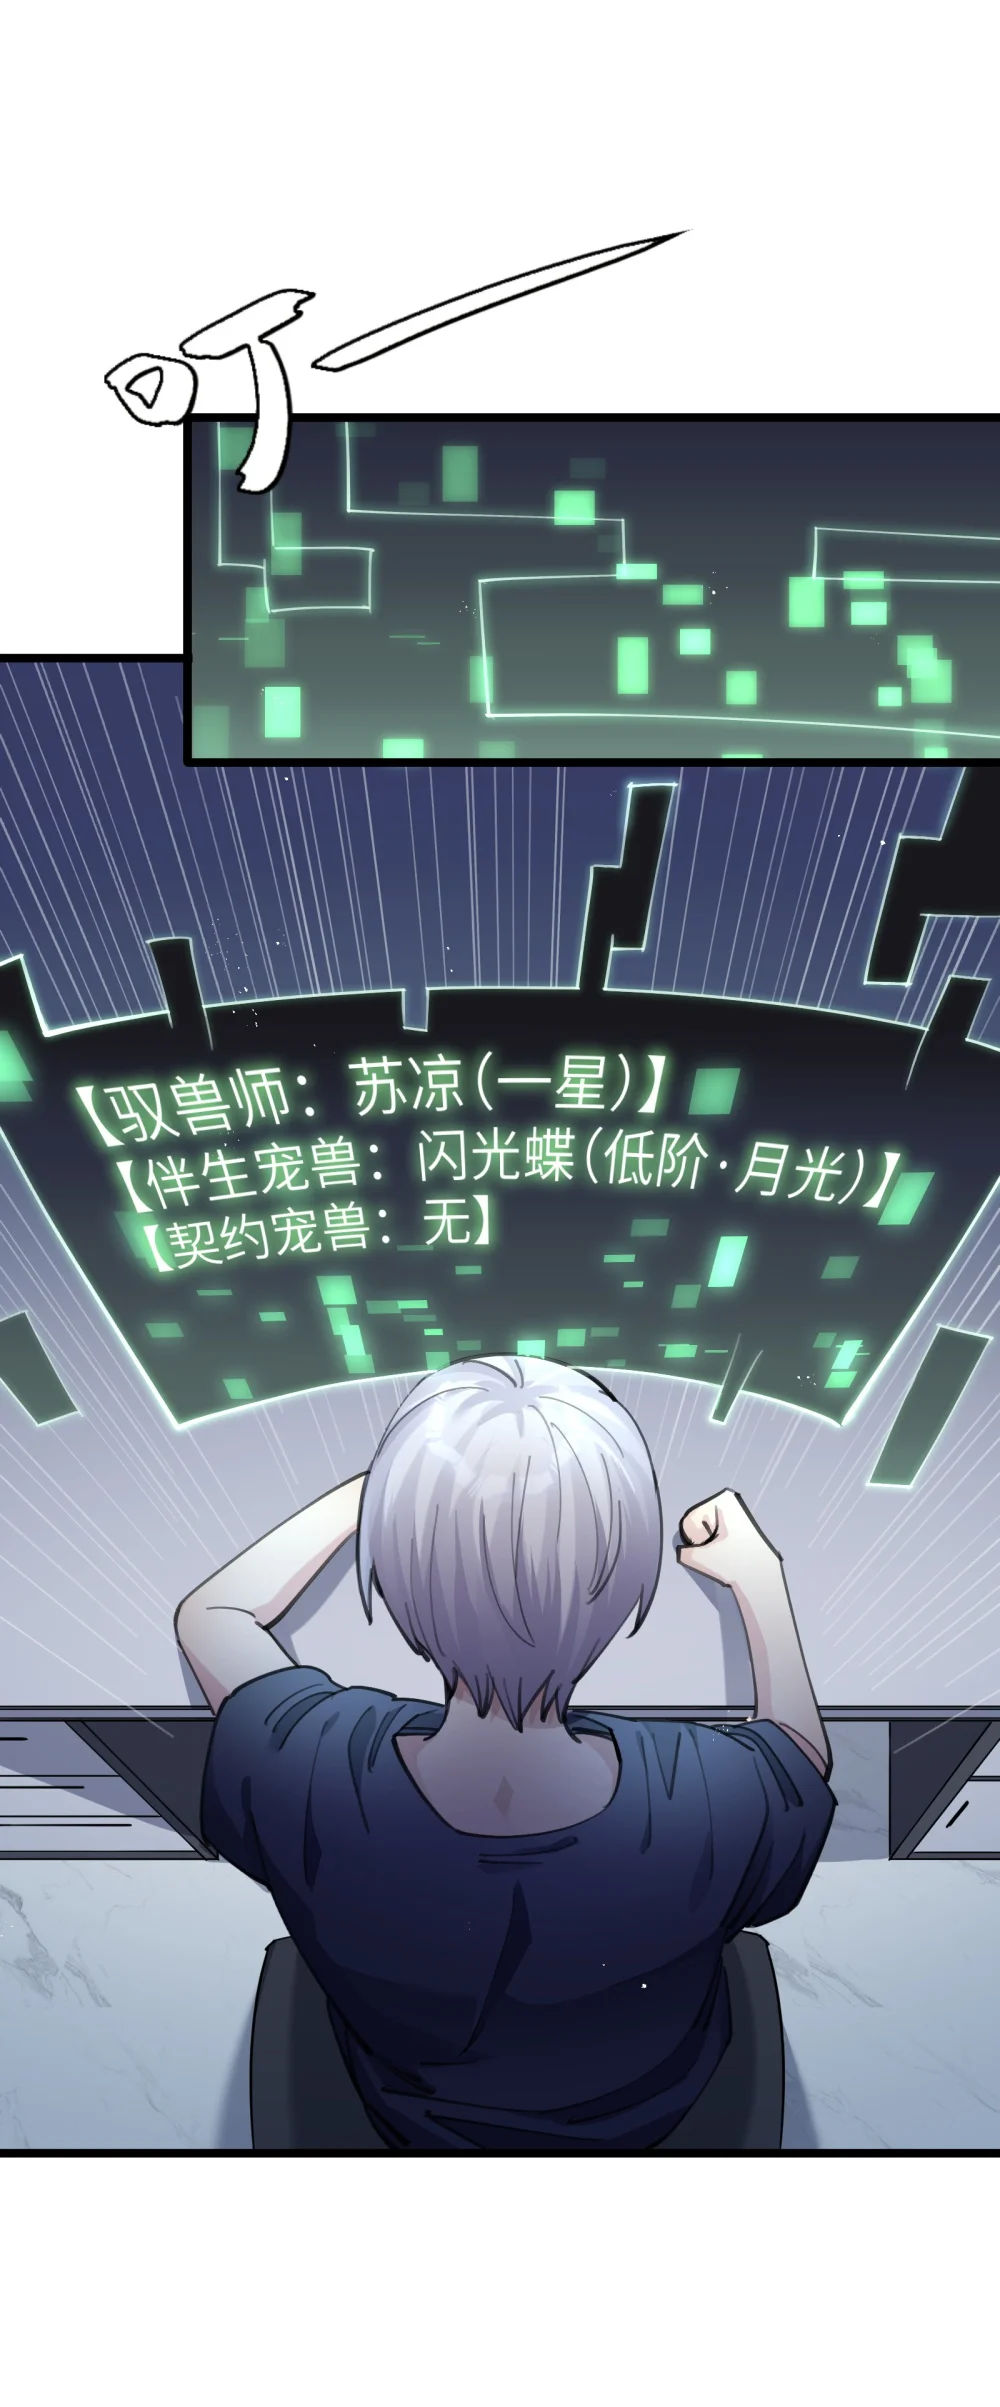 叮一
【驭兽师：苏凉（一星）】
【伴生宠兽：闪光蝶（低阶·月光）】
【契约宠兽：无】